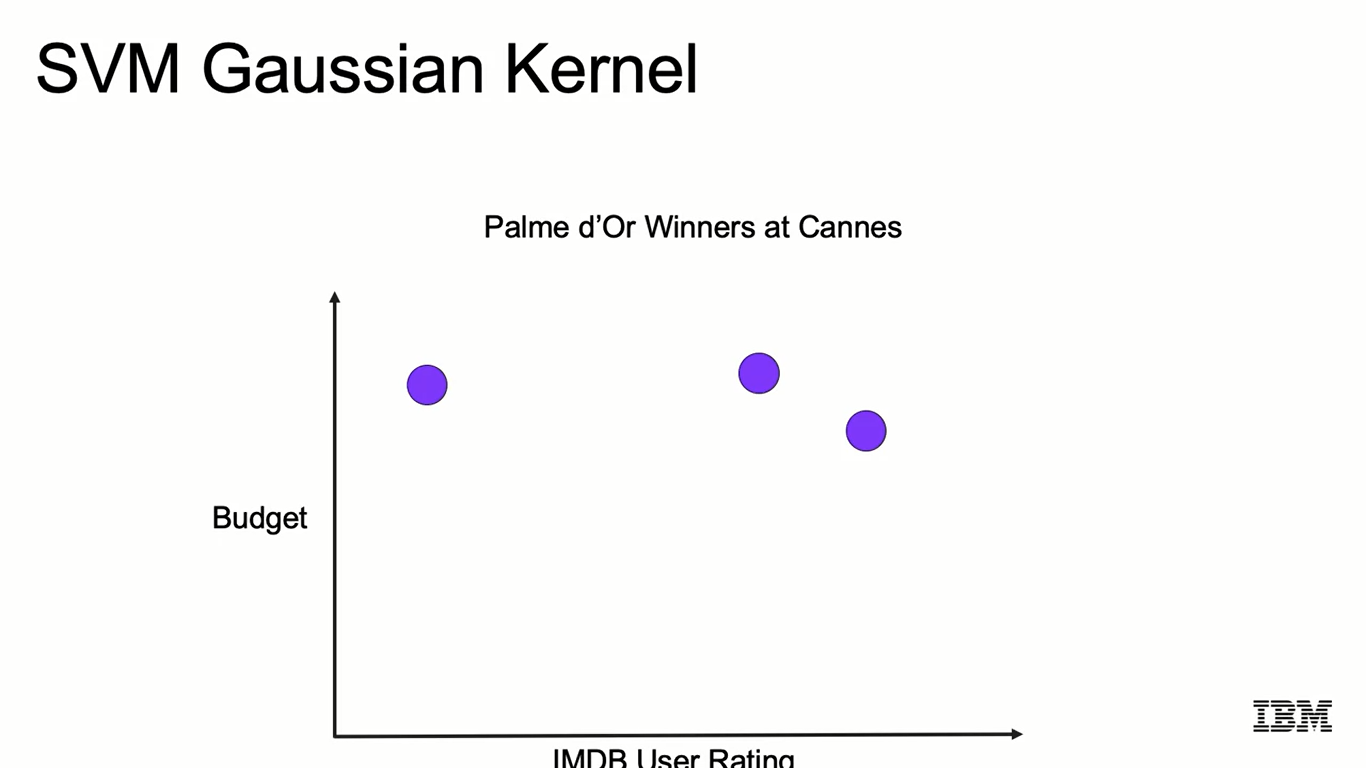 SVM Gaussian Kernel
Palme d’Or Winners at Cannes
Budget
IMDB User Rating
IBM